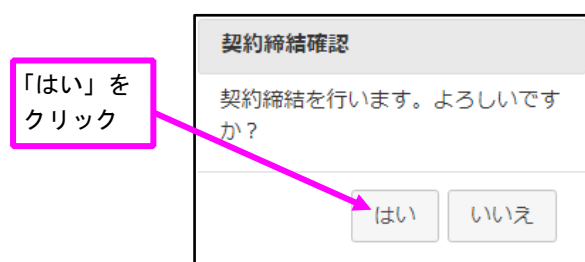 「はい」を
クリック
契約締結確認
契約締結を行います。よろしいです
か？
はい
いいえ